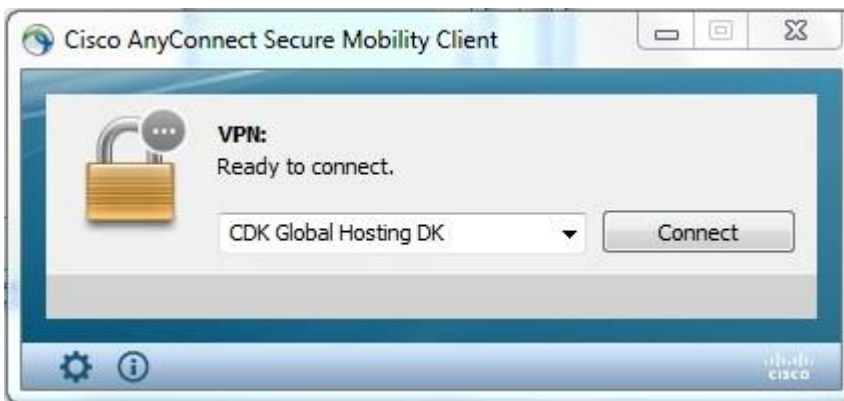 Cisco AnyConnect Secure Mobility Client
VPN:
Ready to connect.
CDK Global Hosting DK
Connect
CISCO